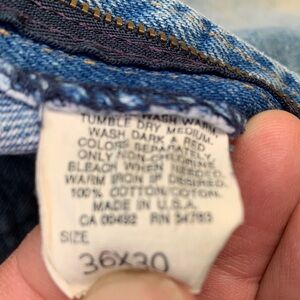 WASH WARM
TUMBLE DRY MEDIUM.
WASH DARK & RED
COLORS SEPARATELY.
ONLY NON-CHLORINE
BLEACH WHEN NEEDED.
WARM IRON IF DESIRED.
100% COTTON/COTON.
MADE IN U.S.A.
CA 00492 RN
SIZE
36X30